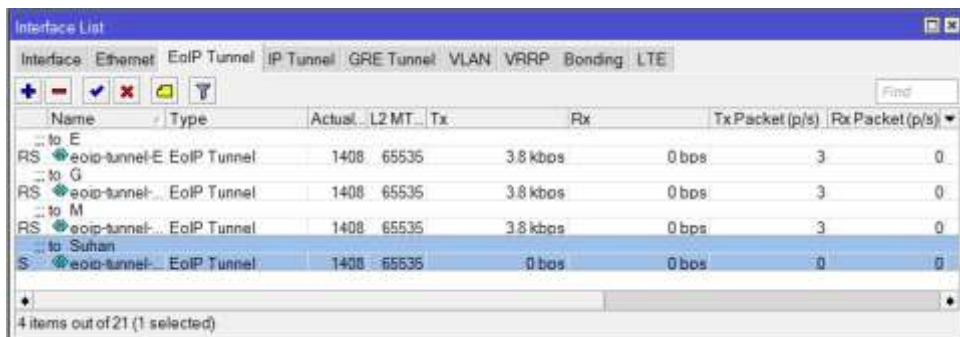 Interface List
Interface Ethernet EoIP Tunnel IP Tunnel GRE Tunnel VLAN VRRP Bonding LTE
Find
Name Type Actual... L2 MT... Tx Rx Tx Packet (p/s) Rx Packet (p/s)
;;; to E
RS eoip-tunnel-E EoIP Tunnel 1408 65535 3.8 kbps 0 bps 3 0
;;; to G
RS eoip-tunnel-... EoIP Tunnel 1408 65535 3.8 kbps 0 bps 3 0
;;; to M
RS eoip-tunnel-... EoIP Tunnel 1408 65535 3.8 kbps 0 bps 3 0
;;; to Suhan
S eoip-tunnel-... EoIP Tunnel 1408 65535 0 bps 0 bps 0 0
4 items out of 21 (1 selected)